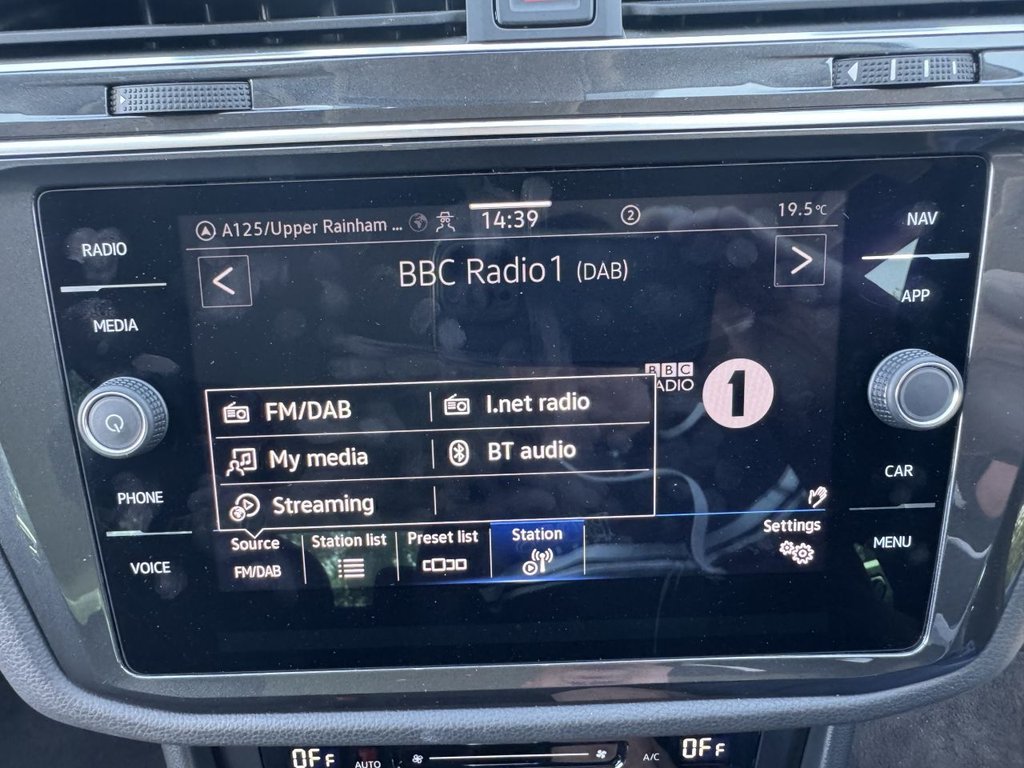 A125/Upper Rainham ... 14:39 2 19.5°C
RADIO
NAV
< BBC Radio1 (DAB) >
MEDIA
APP
BBC
RADIO 1
FM/DAB I.net radio
My media BT audio
Streaming
CAR
PHONE
Settings
Source Station list Preset list Station
FM/DAB
MENU
VOICE
OFF AUTO A/C OFF